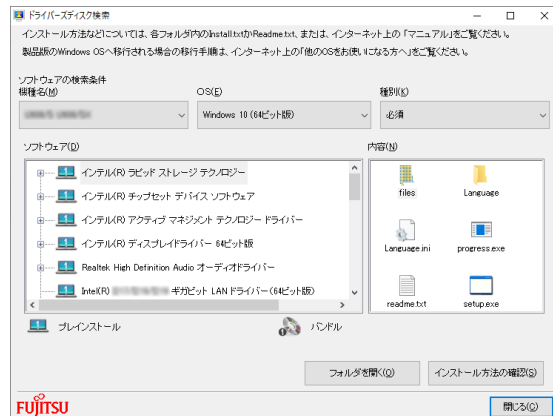 ドライバーズディスク検索
インストール方法などについては、各フォルダ内のInstall.txtかReadme.txt、または、インターネット上の「マニュアル」をご覧ください。
製品版のWindows OSへ移行される場合の移行手順は、インターネット上の「他のOSをお使いになる方へ」をご覧ください。
ソフトウェアの検索条件
機種名(M) OS(E) 種別(K)
Windows 10 (64ビット版) 必須
ソフトウェア(D) 内容(N)
インテル(R) ラピッド ストレージ テクノロジー
インテル(R) チップセット デバイス ソフトウェア
インテル(R) アクティブ マネジメント テクノロジー ドライバー
インテル(R) ディスプレイドライバー 64ビット版
Realtek High Definition Audio オーディオドライバー
Intel(R) ギガビット LAN ドライバー(64ビット版)
files Language
Language.ini progress.exe
readme.txt setup.exe
プレインストール バンドル
フォルダを開く(O) インストール方法の確認(S)
FUJITSU 閉じる(C)